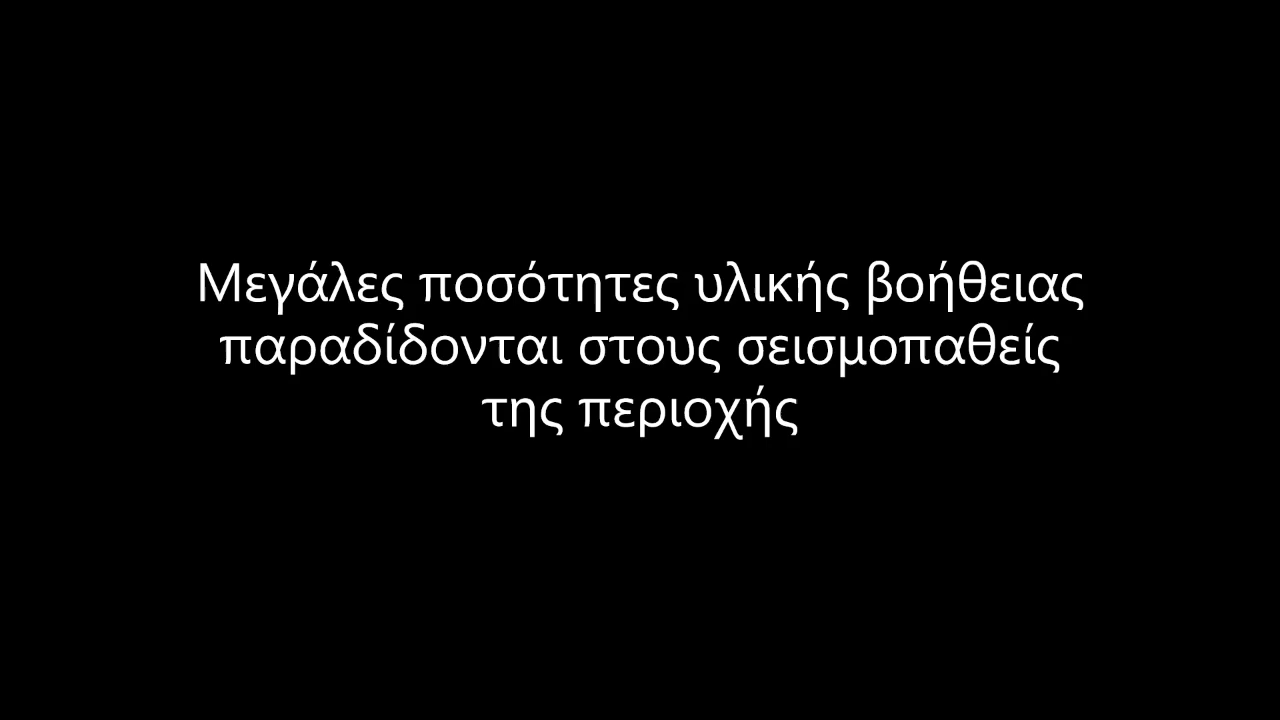 Μεγάλες ποσότητες υλικής βοήθειας
παραδίδονται στους σεισμοπαθείς
της περιοχής